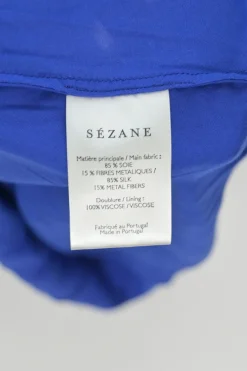 SÉZANE
Matière principale / Main fabric :
85 % SOIE
15 % FIBRES METALIQUES /
85% SILK
15% METAL FIBERS
Doublure / Lining :
100% VISCOSE / VISCOSE
Fabriqué au Portugal
Made in Portugal